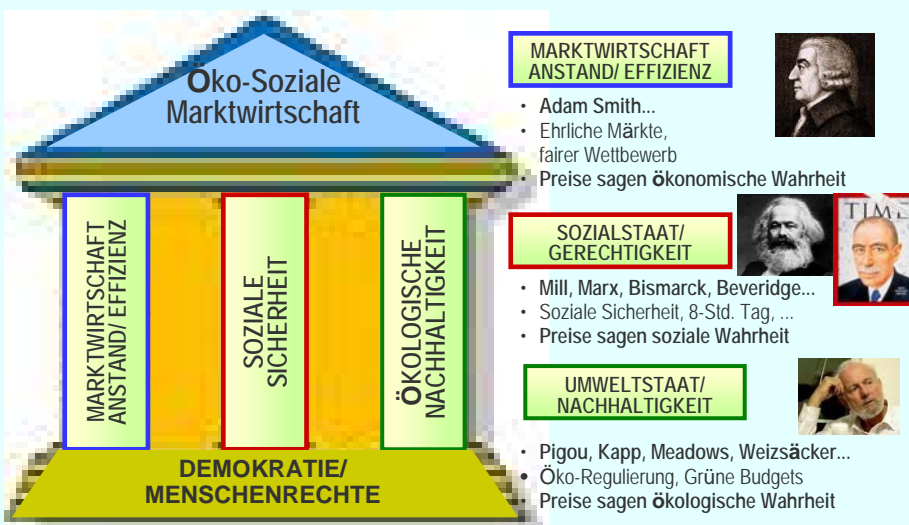 Öko-Soziale
Marktwirtschaft
MARKTWIRTSCHAFT
ANSTAND/ EFFIZIENZ
SOZIALE
SICHERHEIT
ÖKOLOGISCHE
NACHHALTIGKEIT
DEMOKRATIE/
MENSCHENRECHTE
MARKTWIRTSCHAFT
ANSTAND/ EFFIZIENZ
• Adam Smith...
• Ehrliche Märkte,
fairer Wettbewerb
• Preise sagen ökonomische Wahrheit
SOZIALSTAAT/
GERECHTIGKEIT
TIME
• Mill, Marx, Bismarck, Beveridge...
• Soziale Sicherheit, 8-Std. Tag, ...
• Preise sagen soziale Wahrheit
UMWELTSTAAT/
NACHHALTIGKEIT
• Pigou, Kapp, Meadows, Weizsäcker...
• Öko-Regulierung, Grüne Budgets
• Preise sagen ökologische Wahrheit